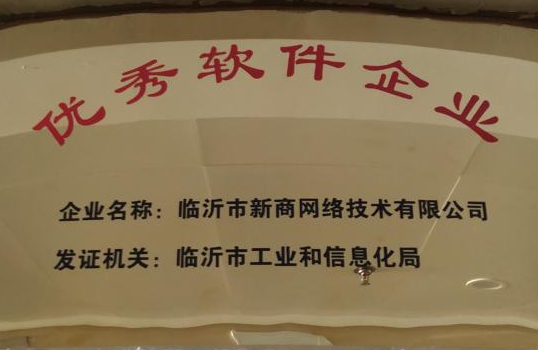 优秀软件企业
企业名称：临沂市新商网络技术有限公司
发证机关：临沂市工业和信息化局